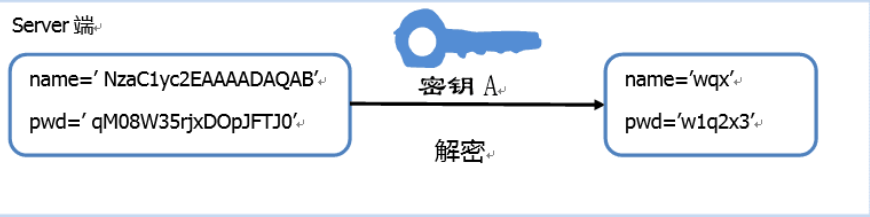 Server 端
name=’ NzaC1yc2EAAAADAQAB’
pwd=’ qM08W35rjxDOpJFTJ0’
密钥 A
解密
name=’wqx’
pwd=’w1q2x3’